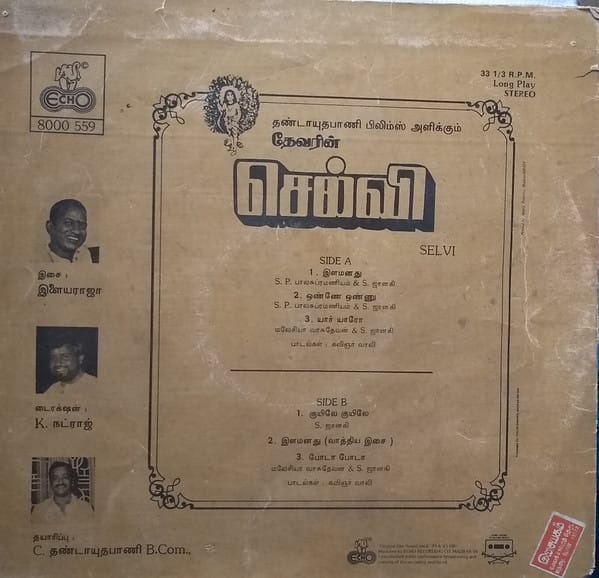 ECHO
8000 559
33 1/3 R.P.M.
Long Play
STEREO
தண்டாயுதபாணி பிலிம்ஸ் அளிக்கும்
தேவரின்
செல்வி
SELVI
SIDE A
1. இளமனது
S. P. பாலசுப்ரமணியம் & S. ஜானகி
2. ஒண்ணே ஒண்ணு
S. P. பாலசுப்ரமணியம் & S. ஜானகி
3. யார் யாரோ
மலேசியா வாசுதேவன் & S. ஜானகி
பாடல்கள் : கவிஞர் வாலி
SIDE B
1. குயிலே குயிலே
S. ஜானகி
2. இளமனது (வாத்திய இசை)
3. போடா போடா
மலேசியா வாசுதேவன் & S. ஜானகி
பாடல்கள் : கவிஞர் வாலி
இசை :
இளையராஜா
டைரக்ஷன் :
K. நட்ராஜ்
தயாரிப்பு :
C. தண்டாயுதபாணி B.Com.,
ECHO